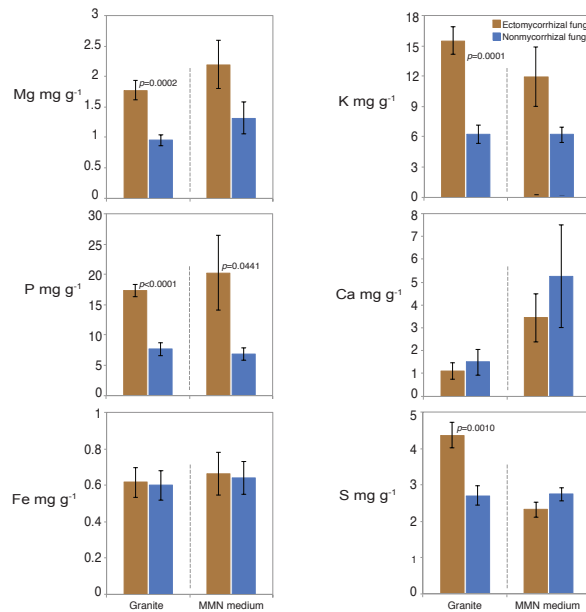 Mg mg g-1
3
2.5
2
1.5
1
0.5
0
p=0.0002
K mg g-1
18
15
12
9
6
3
0
p=0.0001
Ectomycorrhizal fungi
Nonmycorrhizal fungi
P mg g-1
30
25
20
15
10
5
0
p<0.0001
p=0.0441
Ca mg g-1
8
7
6
5
4
3
2
1
0
Fe mg g-1
1
0.8
0.6
0.4
0.2
0
Granite
MMN medium
S mg g-1
5
4
3
2
1
0
p=0.0010
Granite
MMN medium